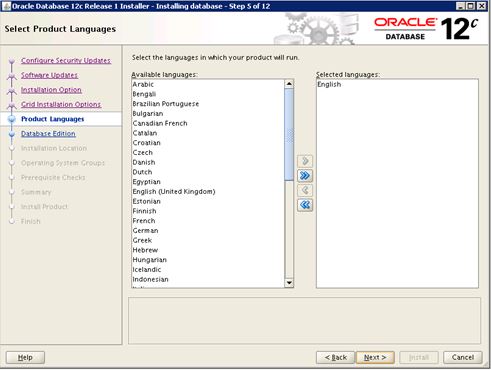 Oracle Database 12c Release 1 Installer - Installing database - Step 5 of 12
Select Product Languages
ORACLE
DATABASE
12c
Configure Security Updates
Software Updates
Installation Option
Grid Installation Options
Product Languages
Database Edition
Installation Location
Operating System Groups
Prerequisite Checks
Summary
Install Product
Finish
Select the languages in which your product will run.
Available languages:
Arabic
Bengali
Brazilian Portuguese
Bulgarian
Canadian French
Catalan
Croatian
Czech
Danish
Dutch
Egyptian
English (United Kingdom)
Estonian
Finnish
French
German
Greek
Hebrew
Hungarian
Icelandic
Indonesian
Selected languages:
English
Help
< Back
Next >
Install
Cancel